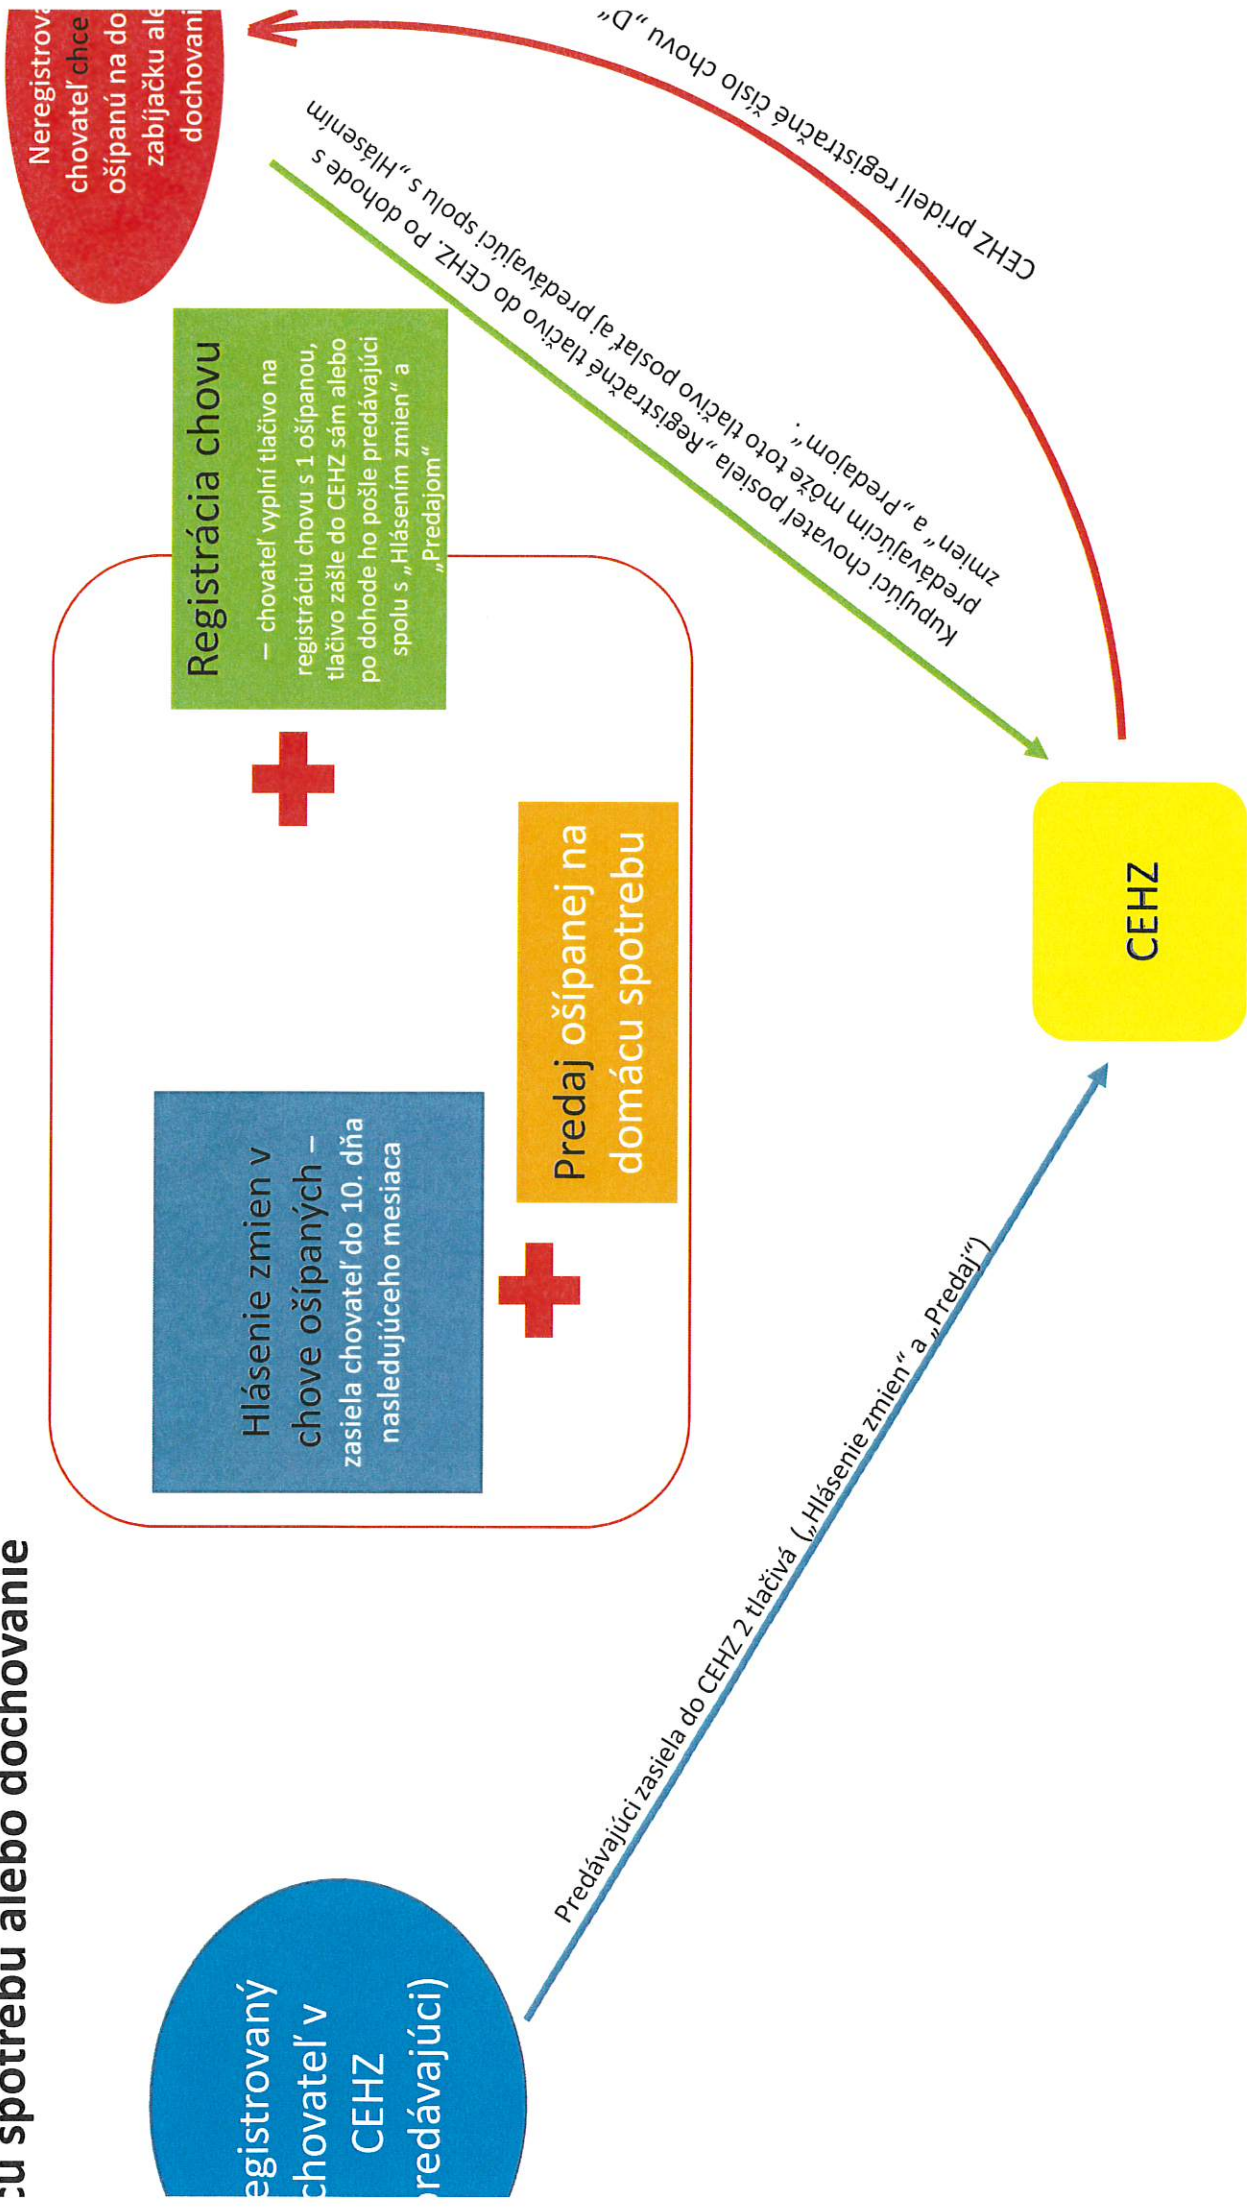 cu spotrebu alebo dochovanie
egistrovaný
chovateľ v
CEHZ
predávajúci)
Hlásenie zmien v
chove ošípaných –
zasiela chovateľ do 10. dňa
nasledujúceho mesiaca
Predaj ošípanej na
domácu spotrebu
Registrácia chovu
– chovateľ vyplní tlačivo na
registráciu chovu s 1 ošípanou,
tlačivo zašle do CEHZ sám alebo
po dohode ho pošle predávajúci
spolu s „Hlásením zmien“ a
„Predajom“
Neregistrova
chovateľ chce
ošípanú na do
zabíjačku ale
dochovani
Predávajúci zasiela do CEHZ 2 tlačivá („Hlásenie zmien“ a „Predaj“)
Kupujúci chovateľ posiela „Registračné tlačivo do CEHZ. Po dohode s
predávajúcim môže toto tlačivo poslať aj predávajúci spolu s „Hlásením
zmien“ a „Predajom“.
CEHZ pridelí registračné číslo chovu „D“
CEHZ